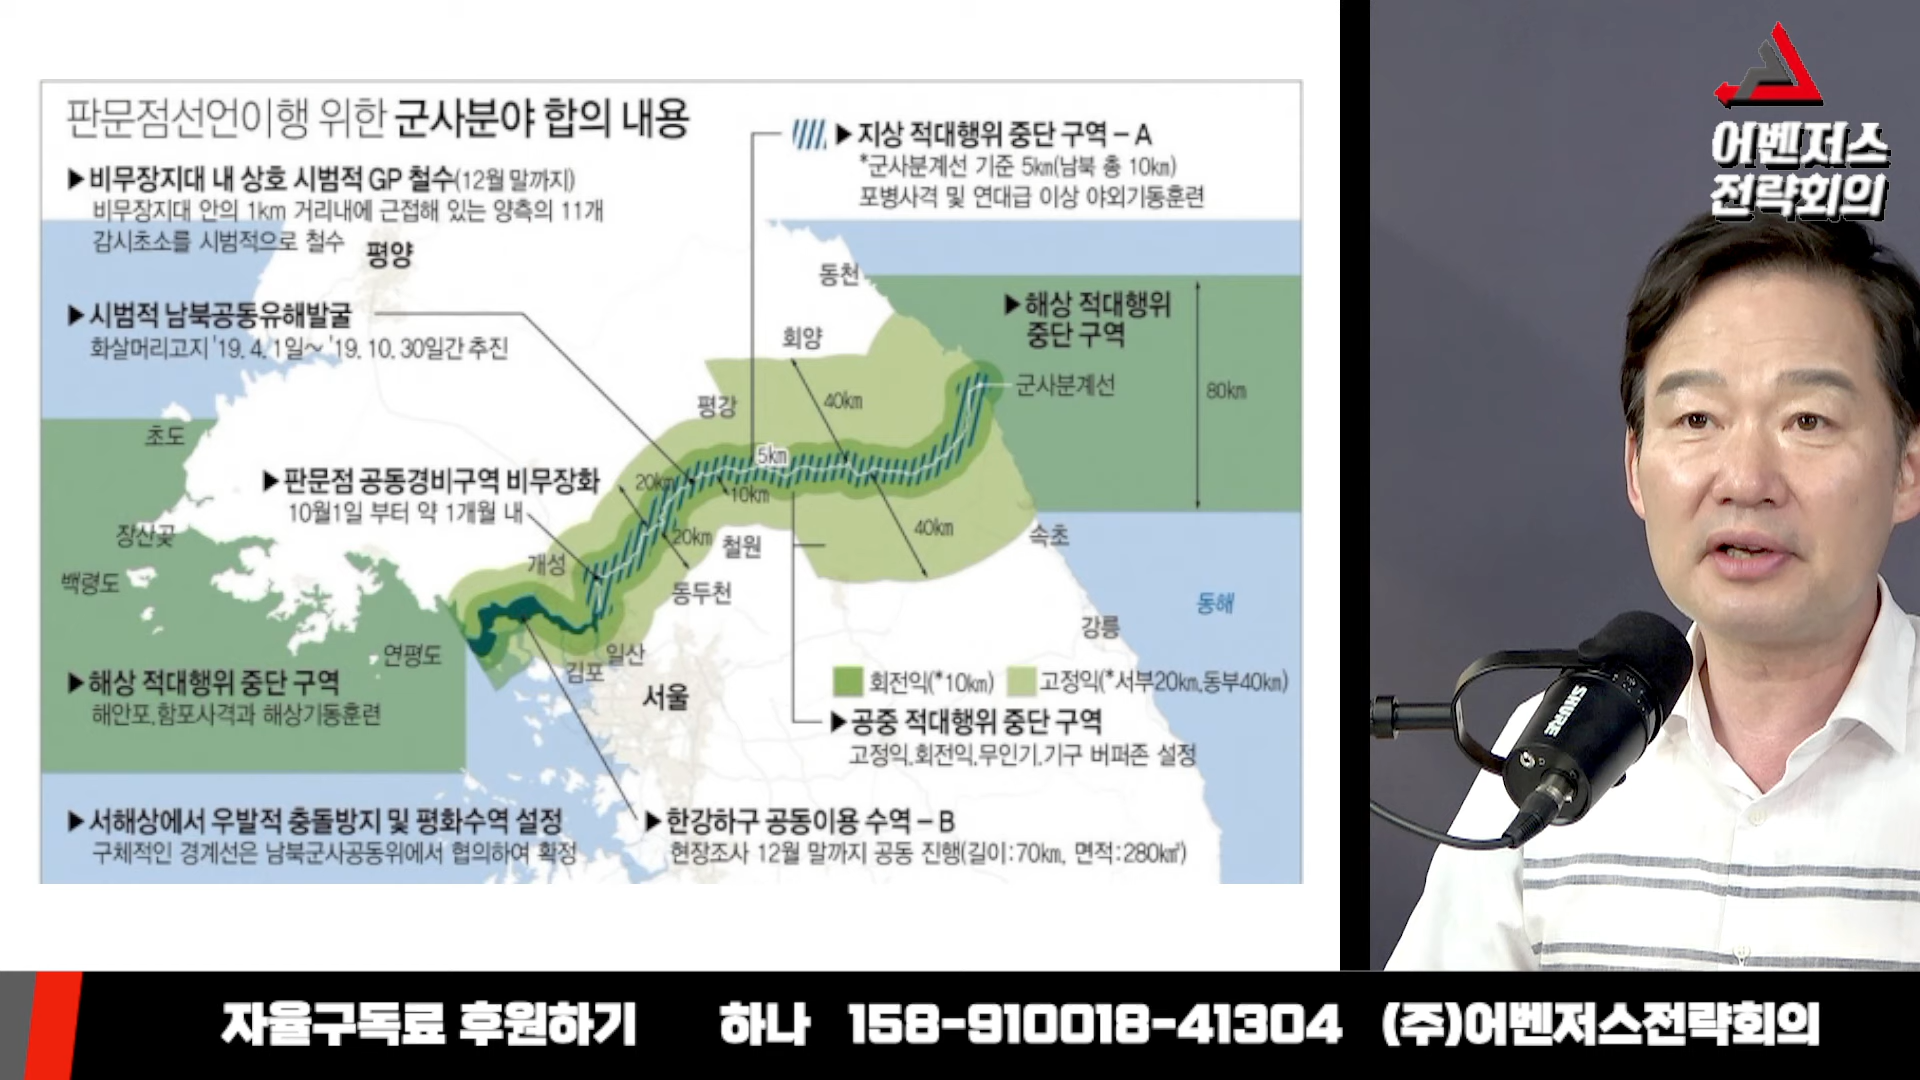 판문점선언이행 위한 군사분야 합의 내용
▶비무장지대 내 상호 시범적 GP 철수(12월 말까지)
비무장지대 안의 1km 거리내에 근접해 있는 양측의 11개
감시초소를 시범적으로 철수
평양
▶시범적 남북공동유해발굴
화살머리고지 '19. 4. 1일~ '19. 10. 30일간 추진
▶지상 적대행위 중단 구역 – A
*군사분계선 기준 5km(남북 총 10km)
포병사격 및 연대급 이상 야외기동훈련
동천
▶해상 적대행위
중단 구역
회양
군사분계선
80km
40km
평강
초도
5km
▶판문점 공동경비구역 비무장화
10월1일 부터 약 1개월 내
20km
10km
40km
장산곶
20km
철원
속초
개성
백령도
동두천
동해
강릉
연평도
일산
김포
서울
▶해상 적대행위 중단 구역
해안포,함포사격과 해상기동훈련
회전익(*10km)
고정익(*서부20km,동부40km)
▶공중 적대행위 중단 구역
고정익,회전익,무인기,기구 버퍼존 설정
▶서해상에서 우발적 충돌방지 및 평화수역 설정
구체적인 경계선은 남북군사공동위에서 협의하여 확정
▶한강하구 공동이용 수역 – B
현장조사 12월 말까지 공동 진행(길이:70km, 면적:280㎢)
어벤저스
전략회의
SHURE
자율구독료 후원하기 하나 158-910018-41304 (주)어벤저스전략회의